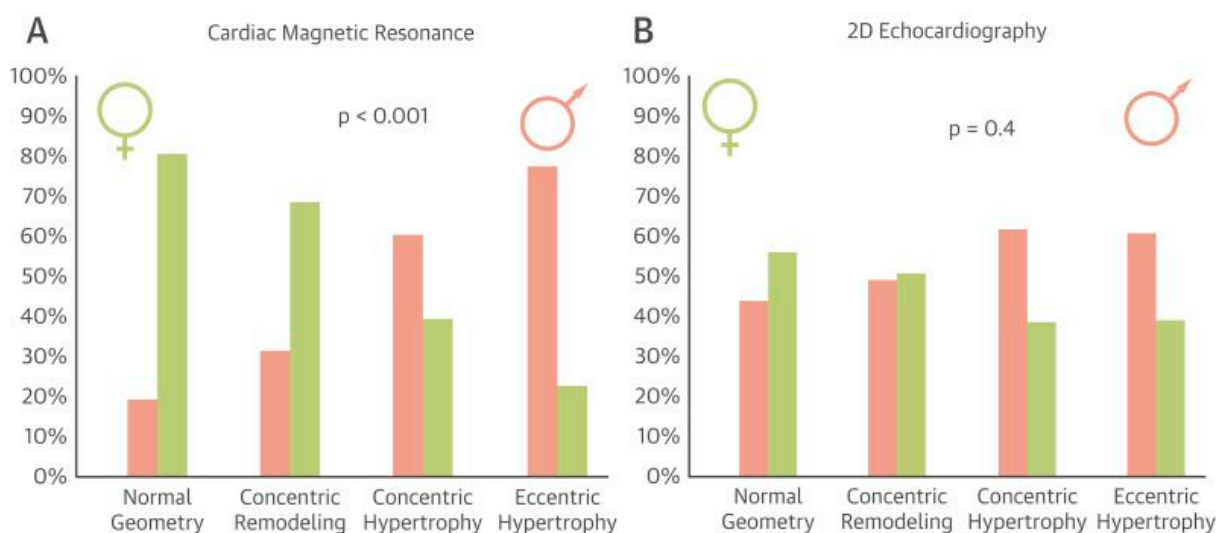 A
Cardiac Magnetic Resonance
100%
90%
80%
70%
60%
50%
40%
30%
20%
10%
0%
p < 0.001
Normal
Geometry
Concentric
Remodeling
Concentric
Hypertrophy
Eccentric
Hypertrophy
B
2D Echocardiography
100%
90%
80%
70%
60%
50%
40%
30%
20%
10%
0%
p = 0.4
Normal
Geometry
Concentric
Remodeling
Concentric
Hypertrophy
Eccentric
Hypertrophy